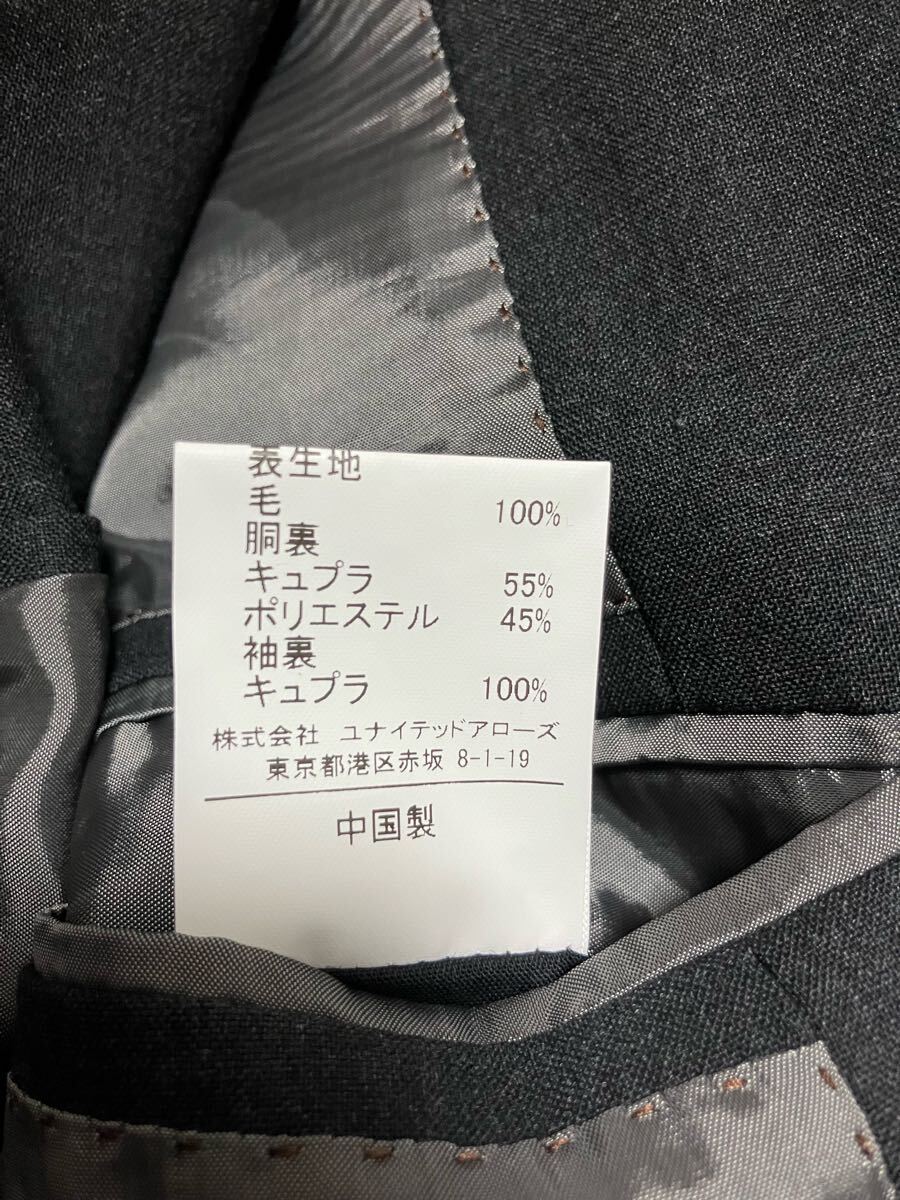 表生地
毛 100%
胴裏
キュプラ 55%
ポリエステル 45%
袖裏
キュプラ 100%
株式会社 ユナイテッドアローズ
東京都港区赤坂 8-1-19
中国製